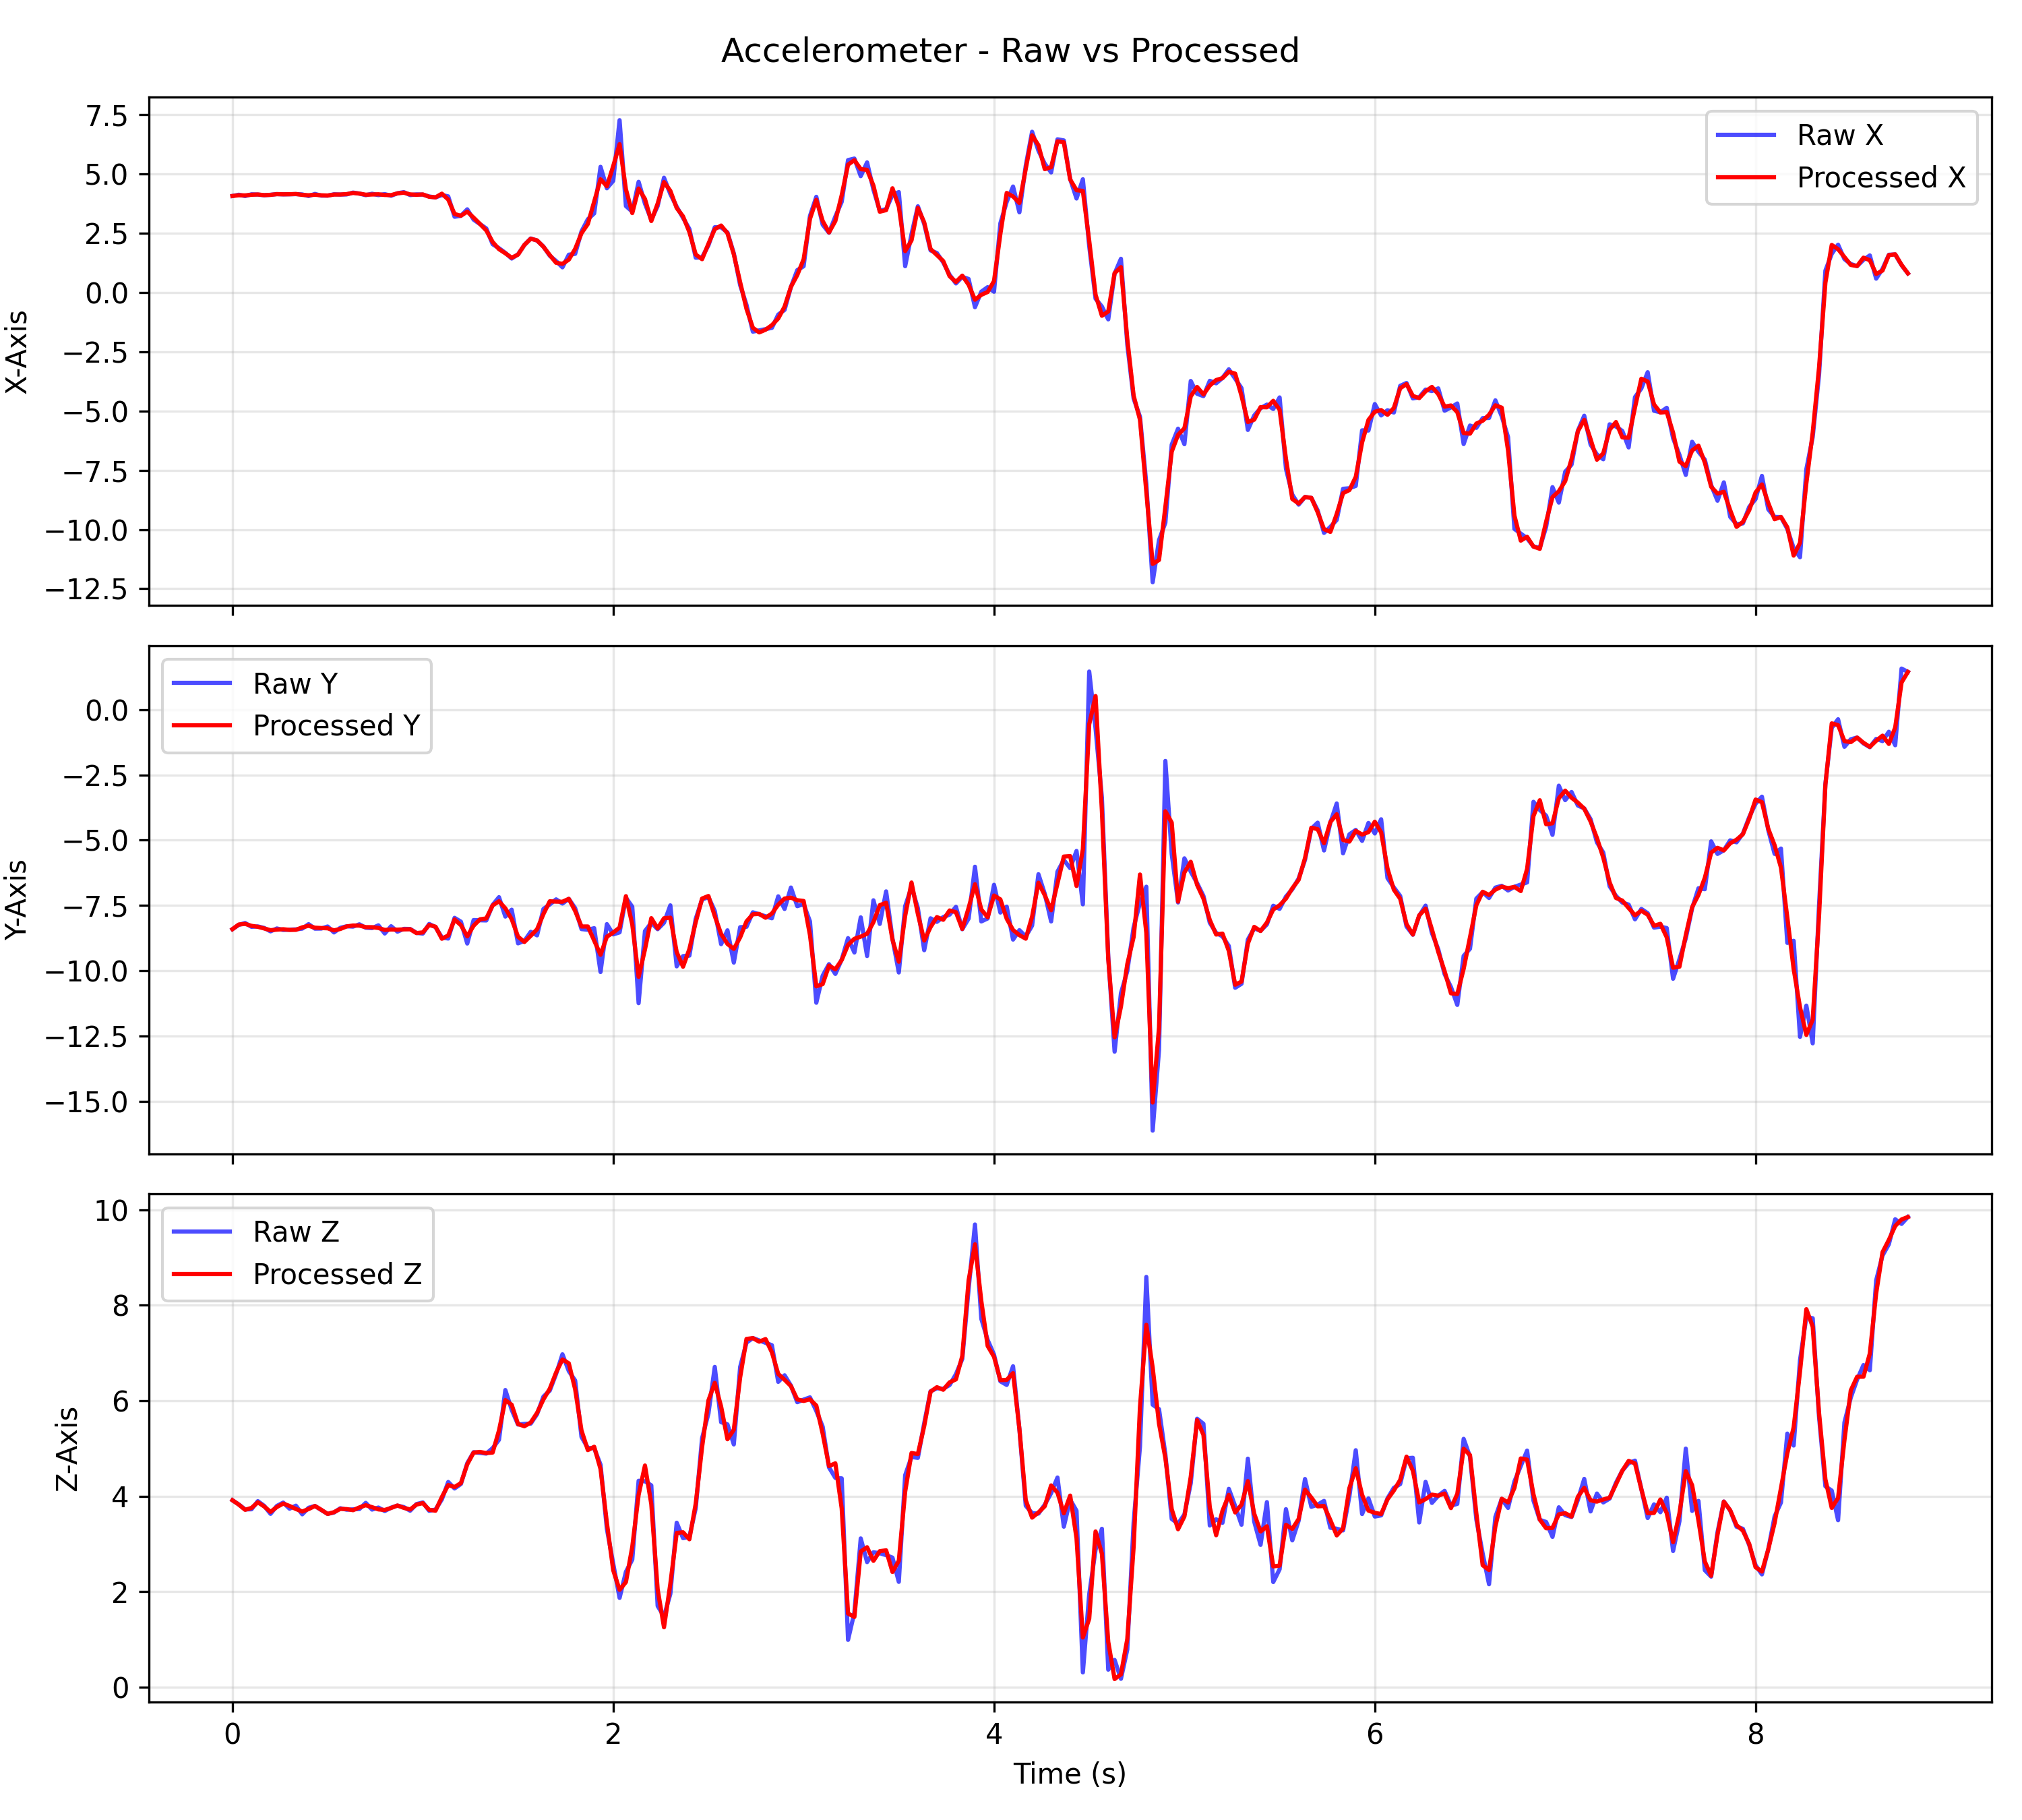 Accelerometer - Raw vs Processed
7.5
5.0
2.5
0.0
−2.5
−5.0
−7.5
−10.0
−12.5
X-Axis
Raw X
Processed X
0.0
−2.5
−5.0
−7.5
−10.0
−12.5
−15.0
Y-Axis
Raw Y
Processed Y
10
8
6
4
2
0
Z-Axis
Raw Z
Processed Z
0 2 4 6 8
Time (s)